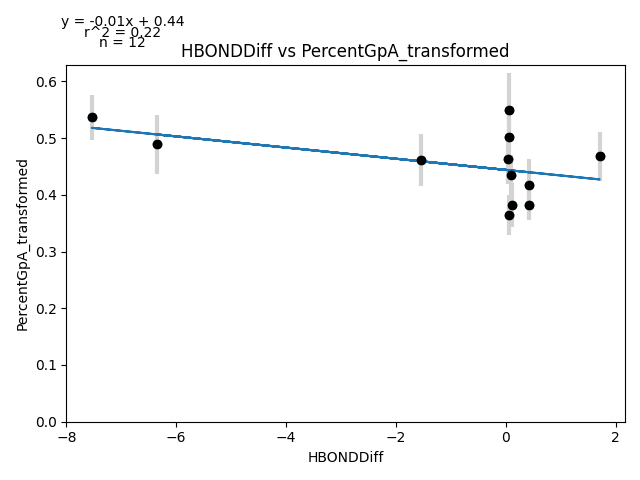 y = -0.01x + 0.44
r^2 = 0.22
n = 12
HBONDDiff vs PercentGpA_transformed
PercentGpA_transformed
0.6
0.5
0.4
0.3
0.2
0.1
0.0
−8
−6
−4
−2
0
2
HBONDDiff